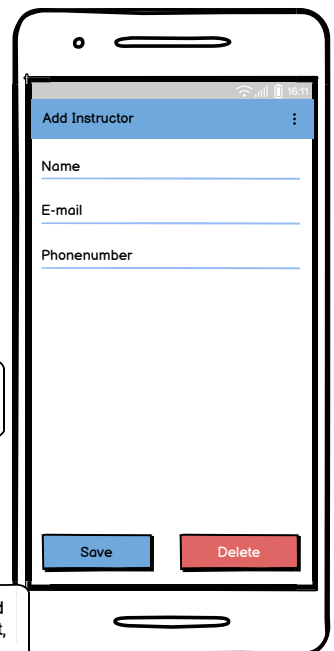 16:11
Add Instructor
Name
E-mail
Phonenumber
Save
Delete